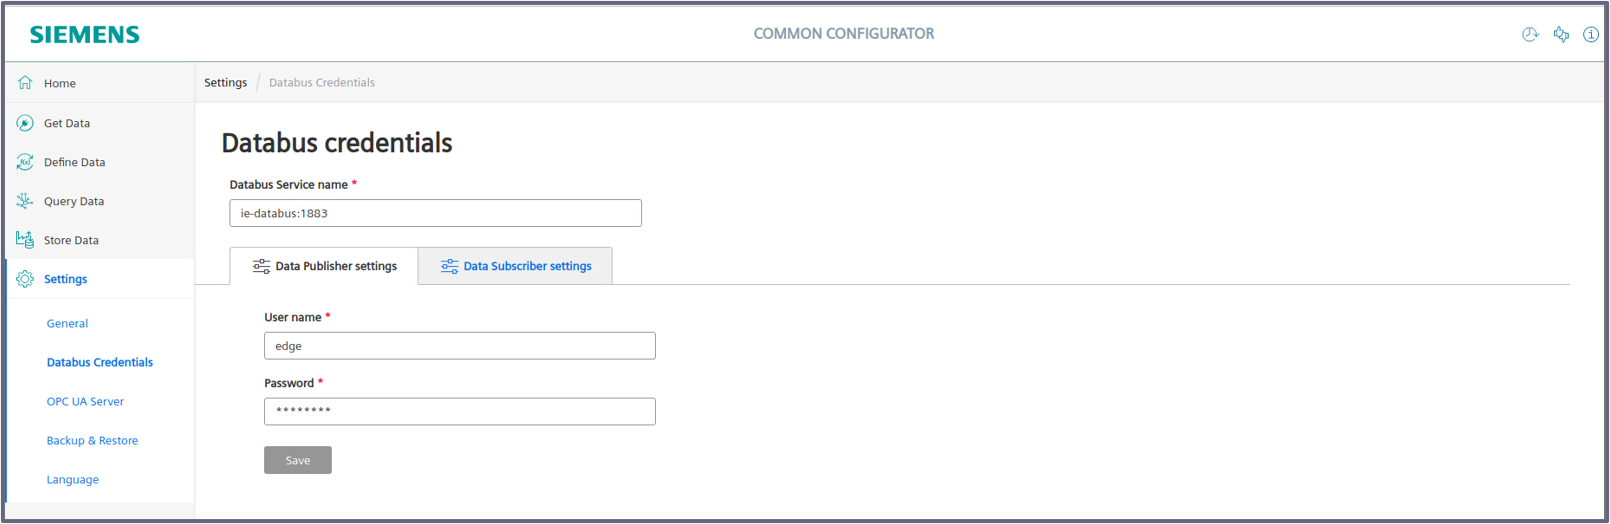 SIEMENS
COMMON CONFIGURATOR
Home
Get Data
Define Data
Query Data
Store Data
Settings
General
Databus Credentials
OPC UA Server
Backup & Restore
Language
Settings / Databus Credentials
Databus credentials
Databus Service name *
ie-databus:1883
Data Publisher settings
Data Subscriber settings
User name *
edge
Password *
********
Save